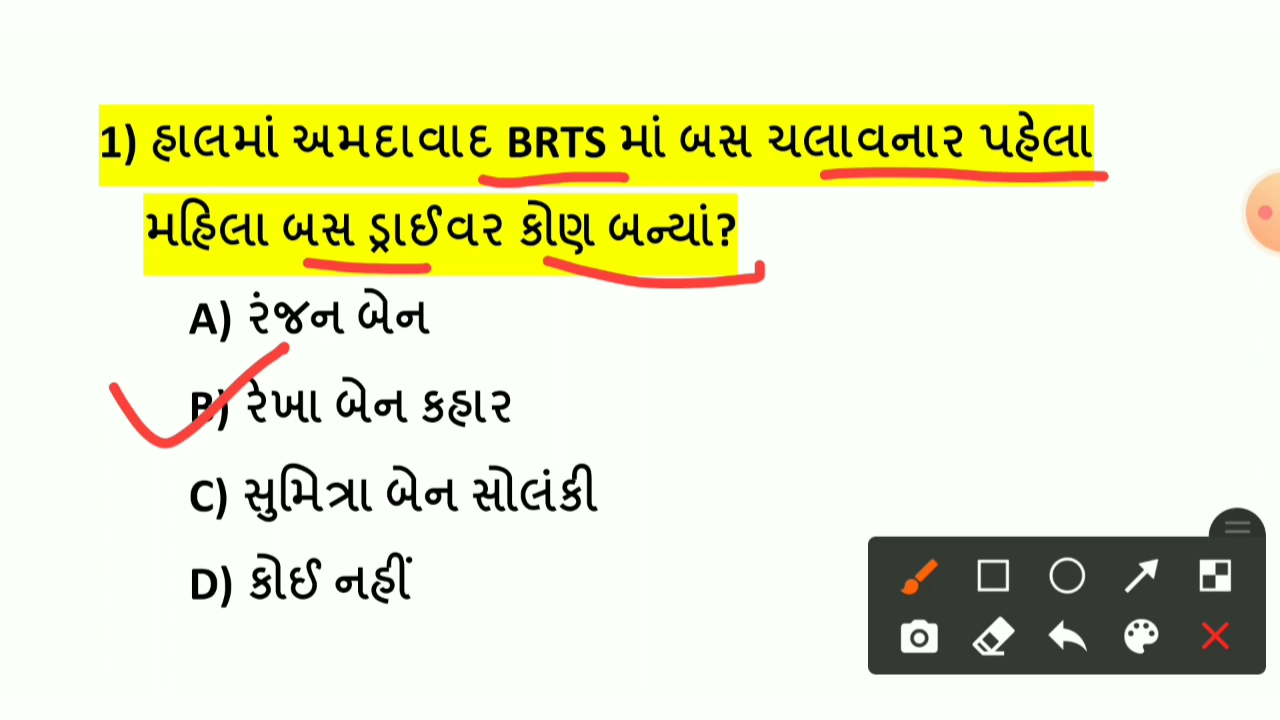 1) હાલમાં અમદાવાદ BRTS માં બસ ચલાવનાર પહેલા
મહિલા બસ ડ્રાઈવર કોણ બન્યાં?
A) રંજન બેન
B) રેખા બેન કહાર
C) સુમિત્રા બેન સોલંકી
D) કોઈ નહીં